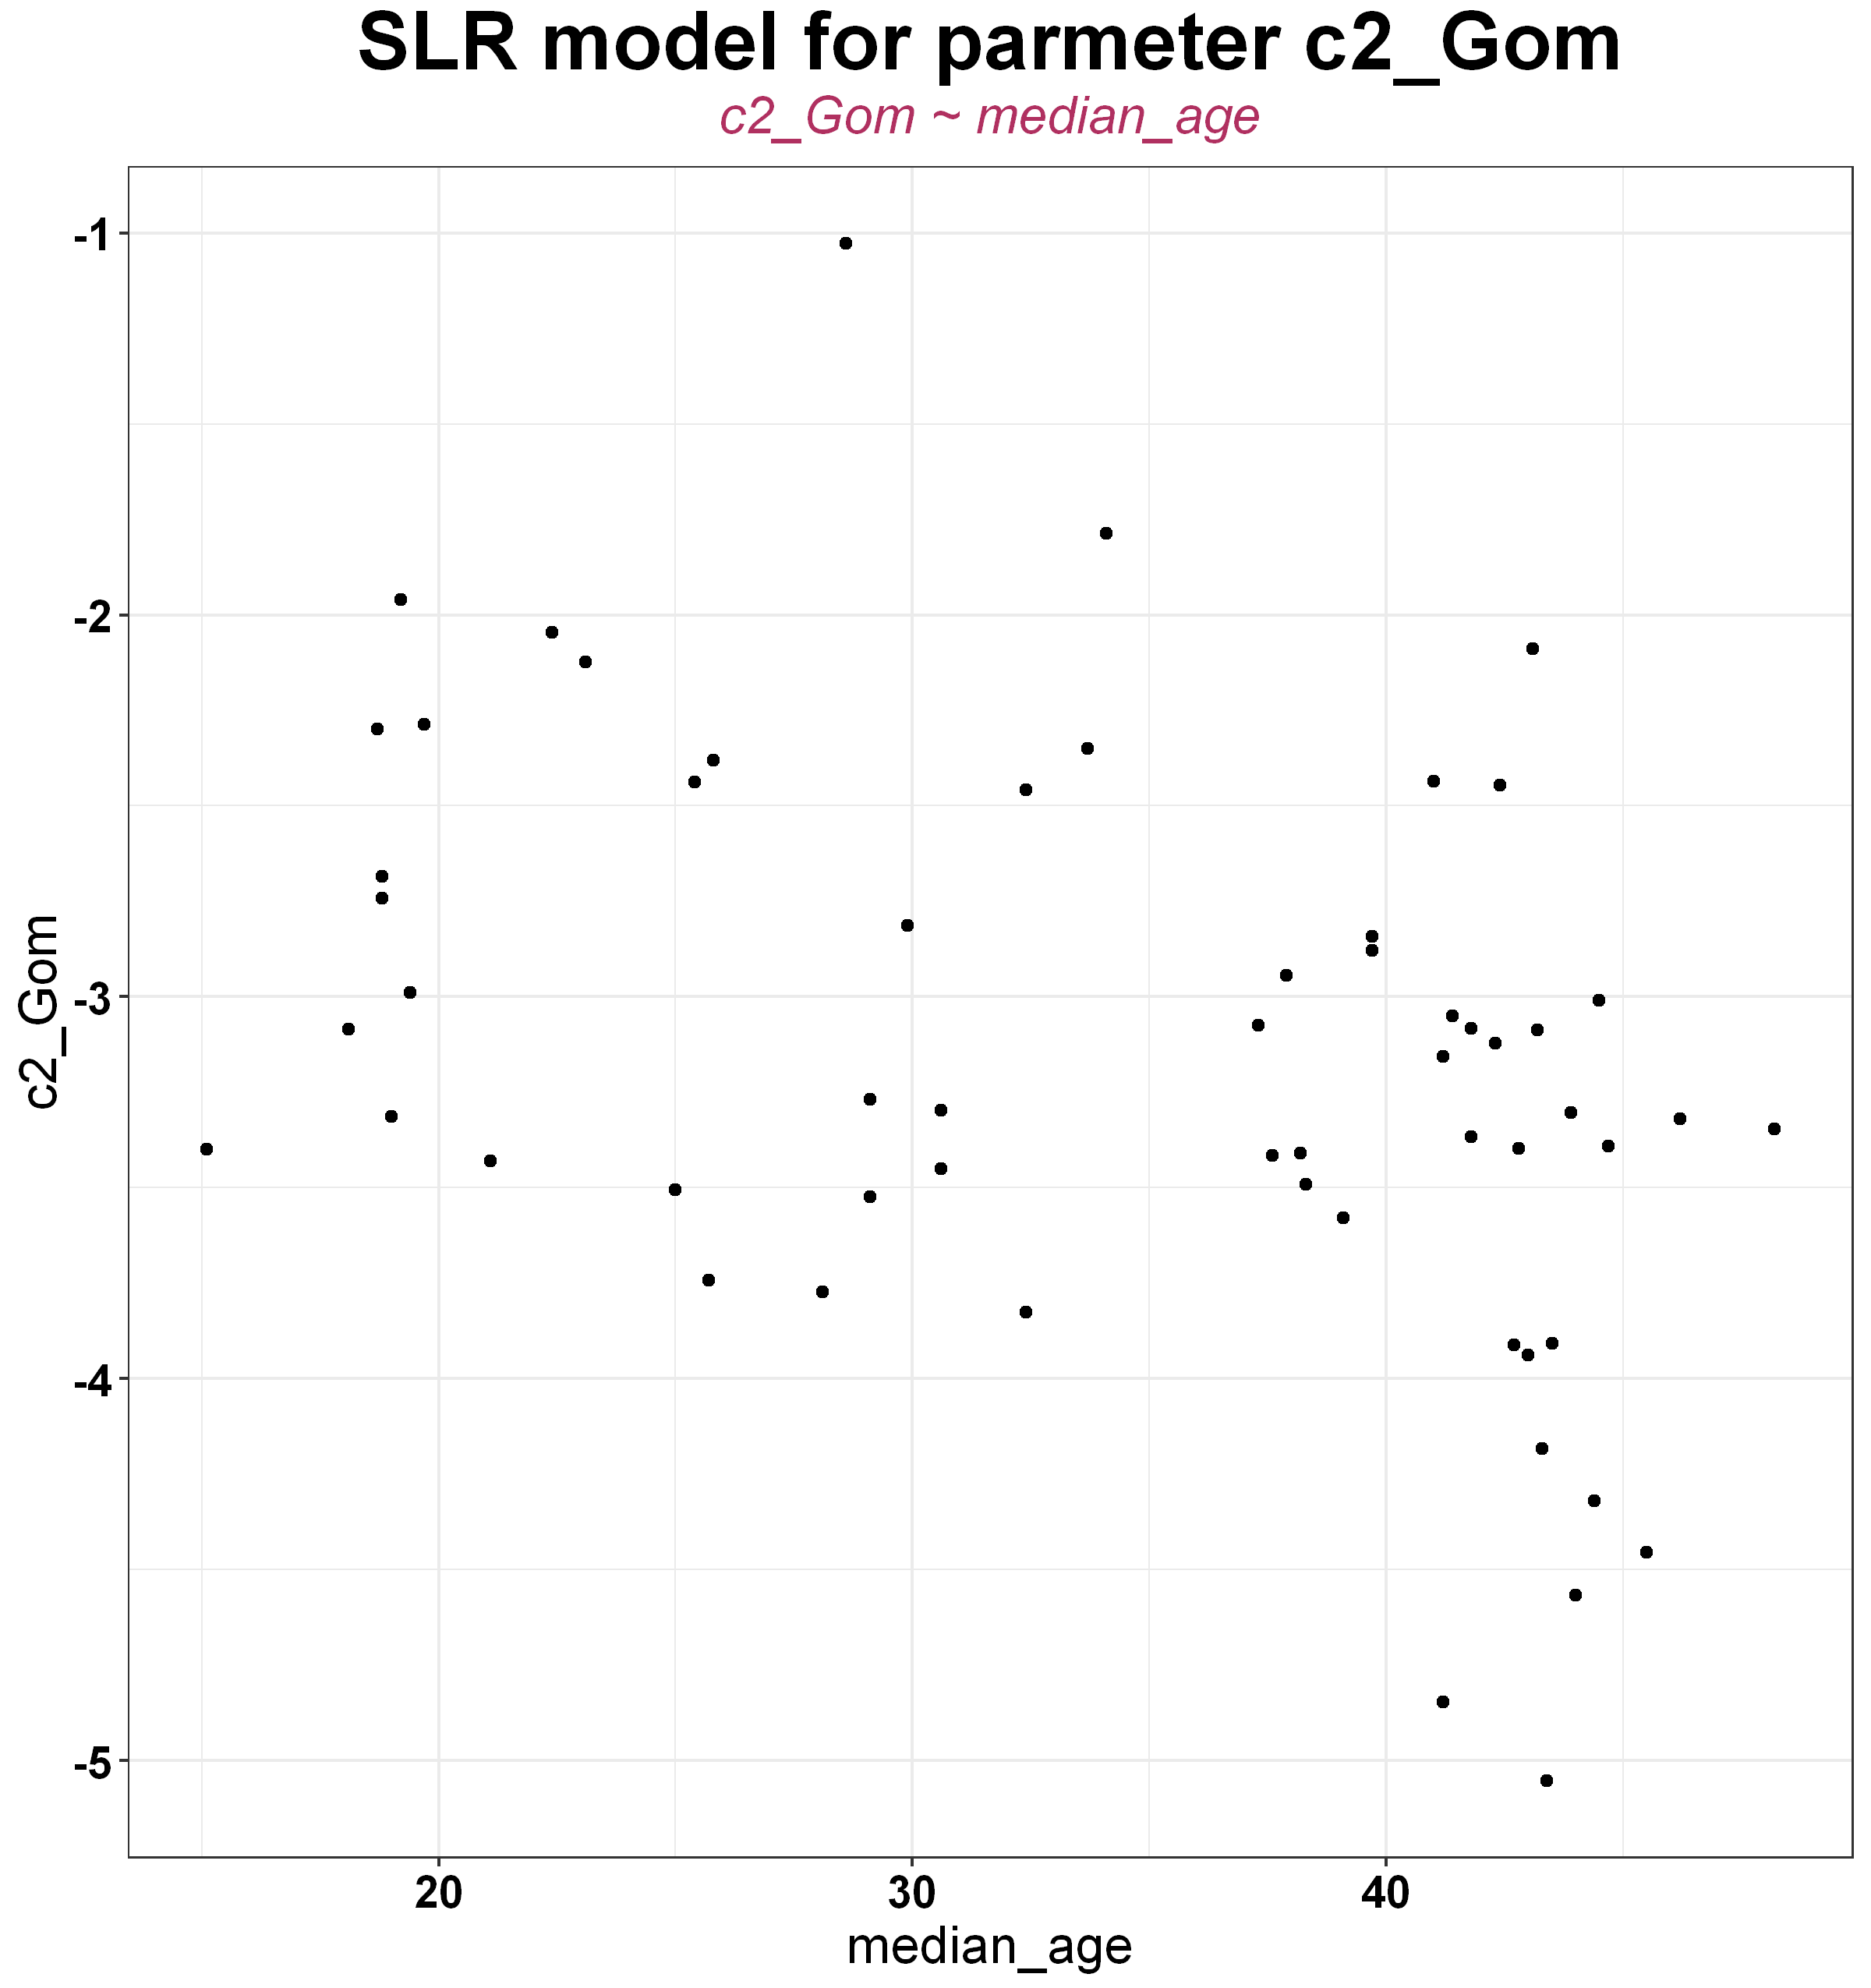 SLR model for parmeter c2_Gom
c2_Gom ~ median_age
-1
-2
-3
-4
-5
c2_Gom
20 30 40
median_age